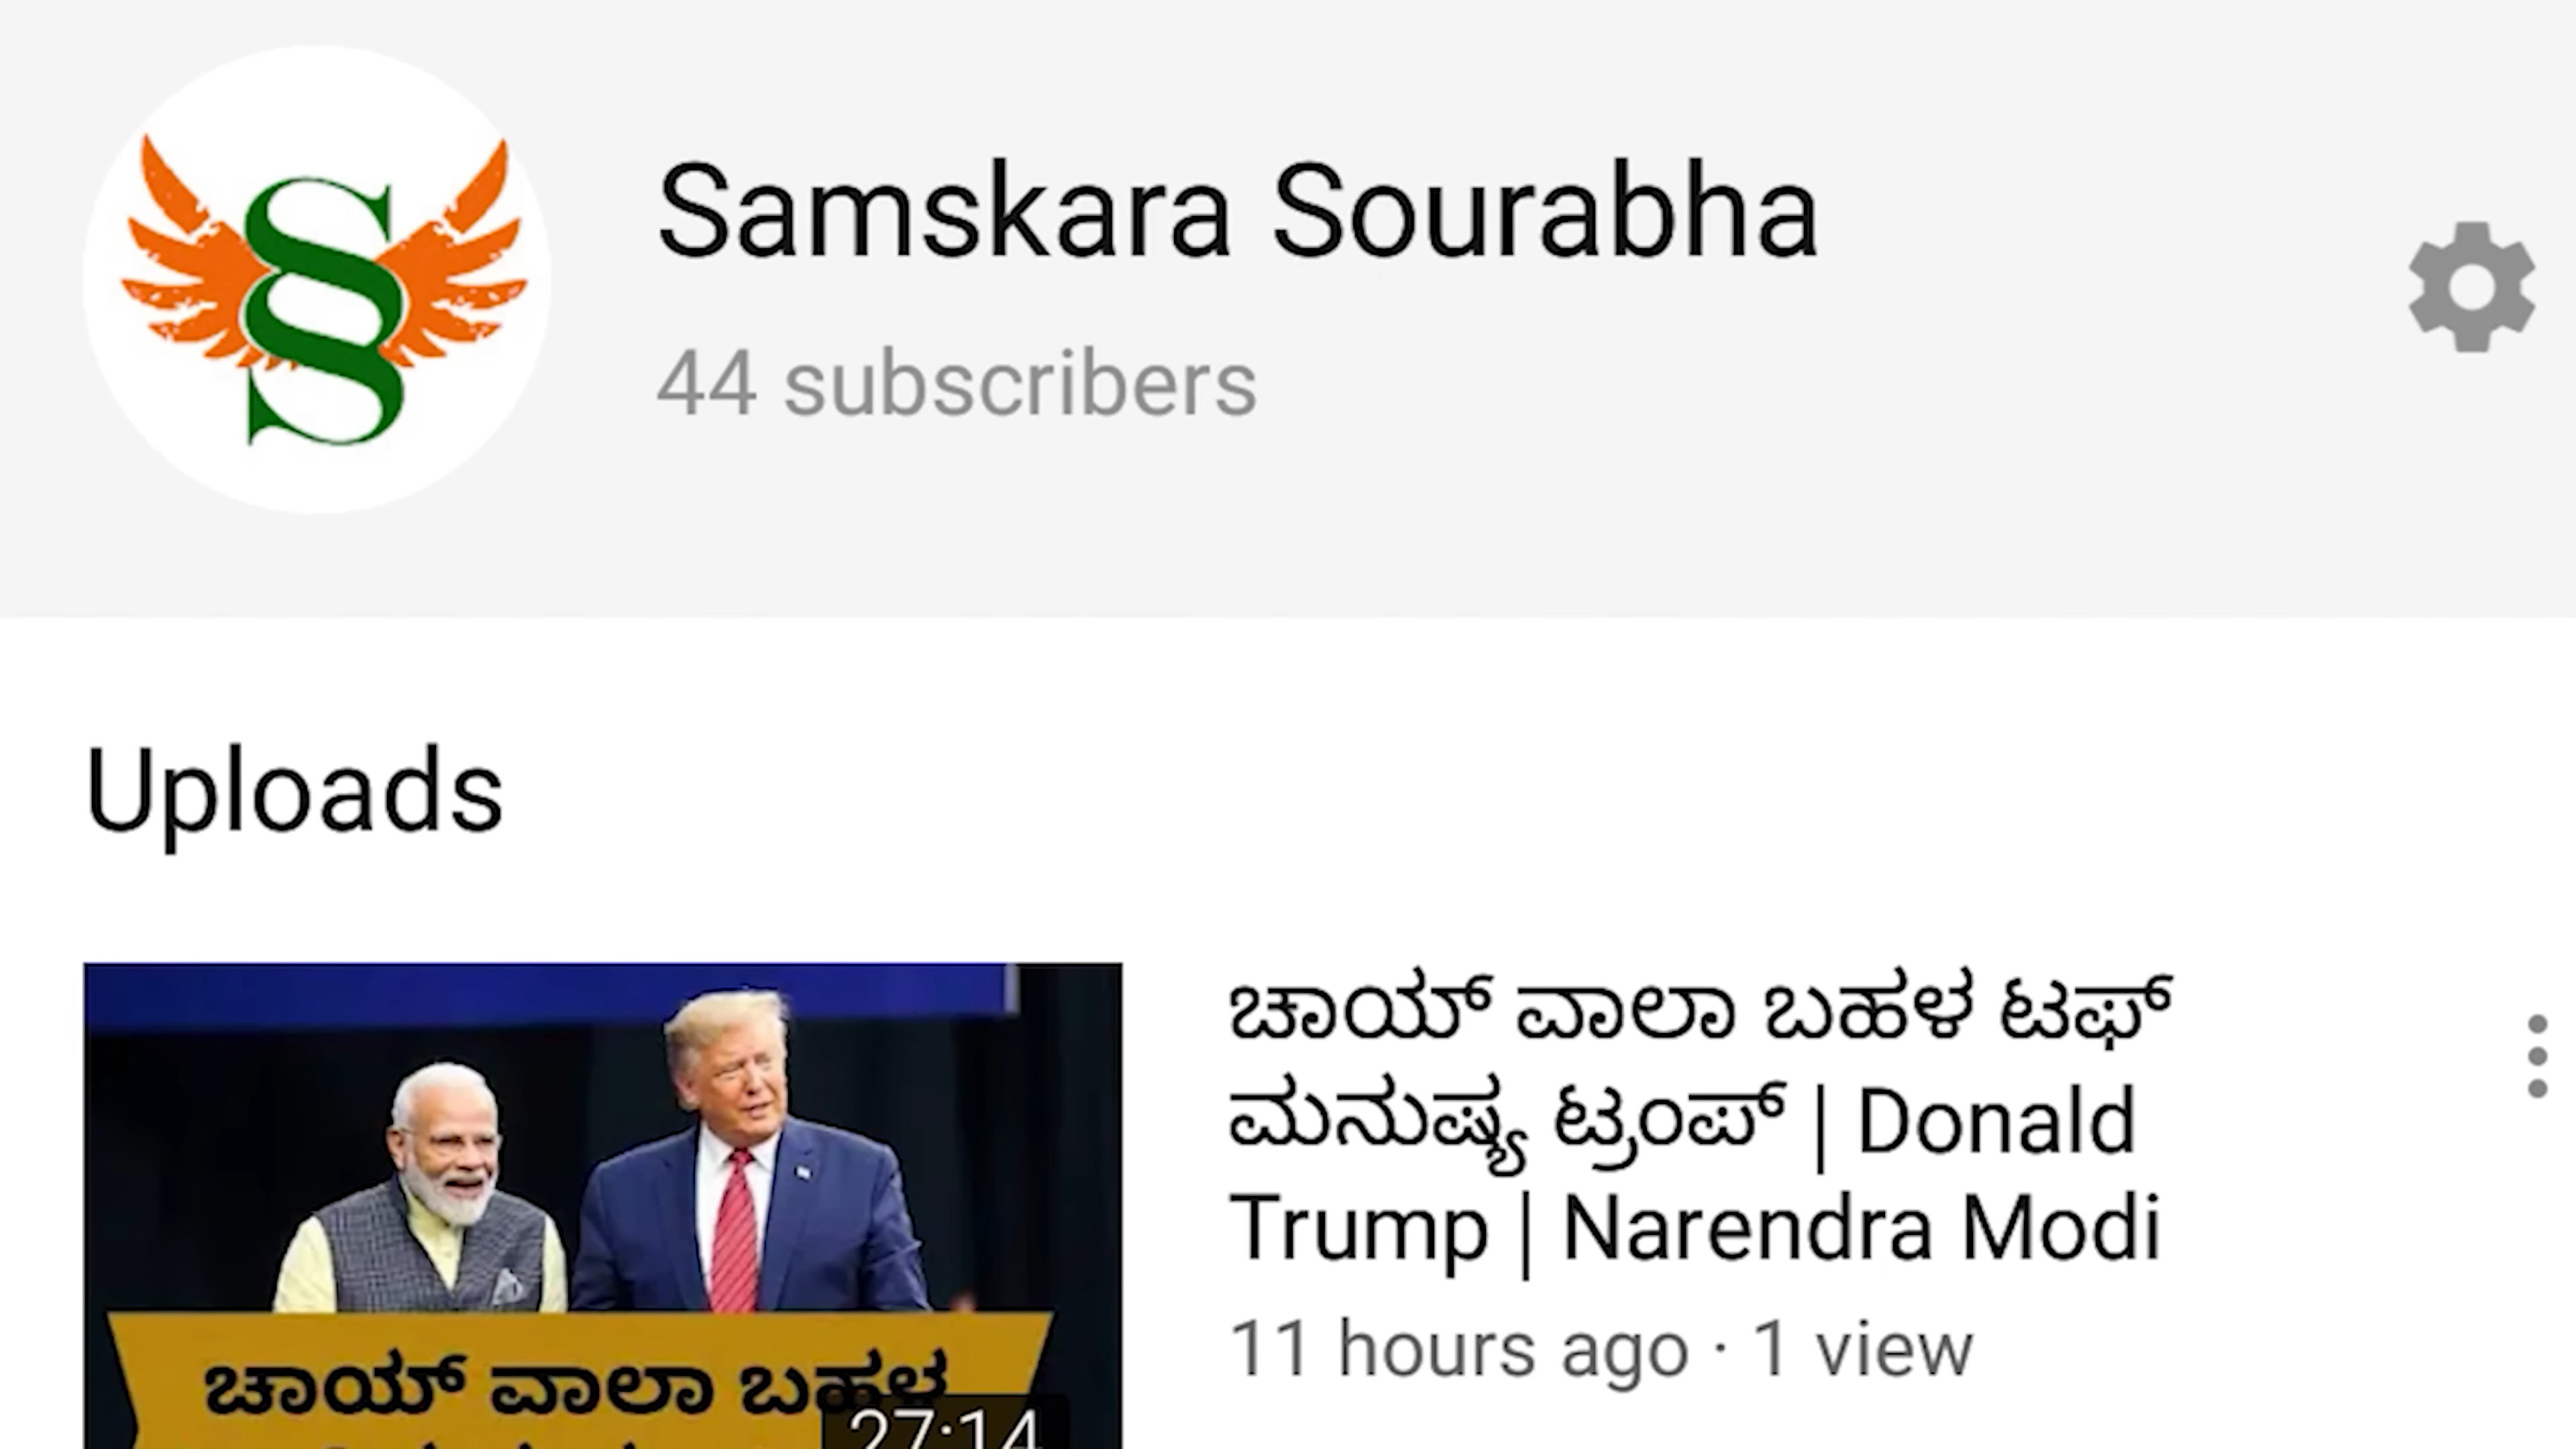 Samskara Sourabha
44 subscribers
Uploads
ಚಾಯ್ ವಾಲಾ ಬಹಳ ಟಫ್
ಮನುಷ್ಯ ಟ್ರಂಪ್ | Donald
Trump | Narendra Modi
11 hours ago · 1 view
ಚಾಯ್ ವಾಲಾ ಬಹಳ
27:14